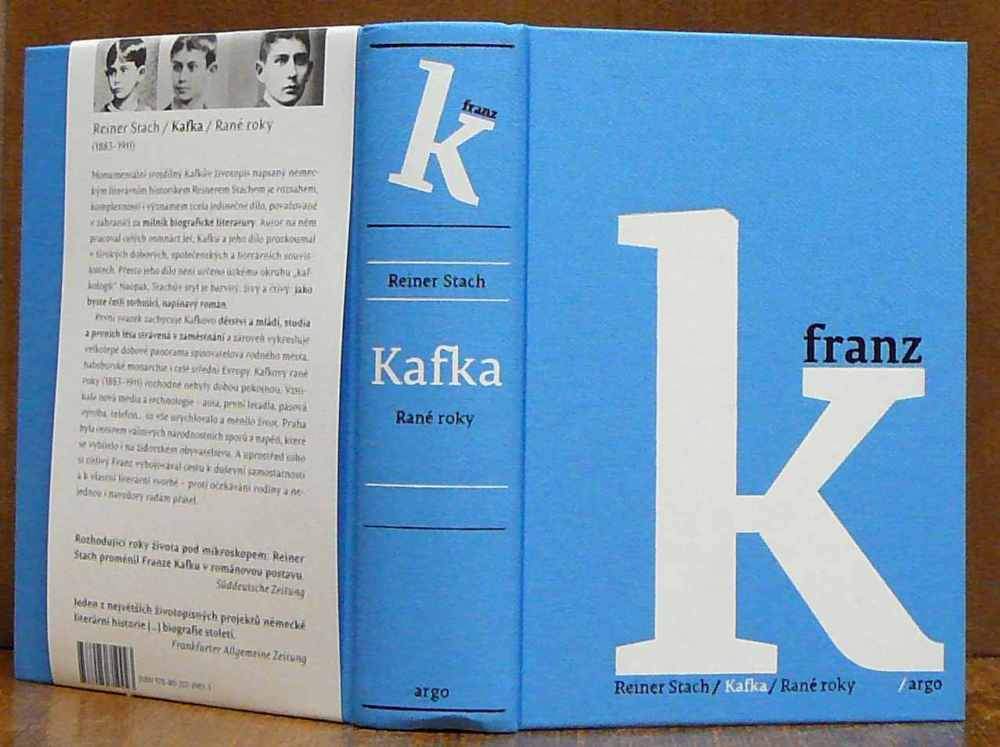 Reiner Stach / Kafka / Rané roky
(1883–1911)
Monumentální trojdílný Kafkův životopis napsaný němec-
kým literárním historikem Reinerem Stachem je rozsahem,
komplexností i významem zcela jedinečné dílo, považované
v zahraničí za milník biografické literatury. Autor na něm
pracoval celých osmnáct let, Kafku a jeho dílo prozkoumal
v širokých dobových, společenských a literárních souvis-
lostech. Přesto jeho dílo není určeno úzkému okruhu „kaf-
kologů“. Naopak, Stachův styl je barvitý, živý a čtivý: jako
byste četli strhující, napínavý román.
První svazek zachycuje Kafkovo dětství a mládí, studia
a prvních léta strávená v zaměstnání a zároveň vykresluje
velkolepé dobové panorama spisovatelova rodného města,
habsburské monarchie i celé střední Evropy. Kafkovy rané
roky (1883–1911) rozhodně nebyly dobou pokojnou. Vzni-
kala nová media a technologie – auta, první letadla, pásová
výroba, telefon... to vše urychlovalo a měnilo život. Praha
byla místem vášnivých národnostních sporů a napětí, které
se vybíjelo i na židovském obyvatelstvu. A uprostřed toho
si citlivý Franz vybojovával cestu k duševní samostatnosti
a k vlastní literární tvorbě – proti očekávání rodiny a ne-
jednou i navzdory radám přátel.
Rozhodující roky života pod mikroskopem: Reiner
Stach proměnil Franze Kafku v románovou postavu.
Süddeutsche Zeitung
Jeden z největších životopisných projektů německé
literární historie [...] biografie století.
Frankfurter Allgemeine Zeitung
ISBN
franz
k
Reiner Stach
Kafka
Rané roky
argo
franz
k
Reiner Stach / Kafka / Rané roky
/argo